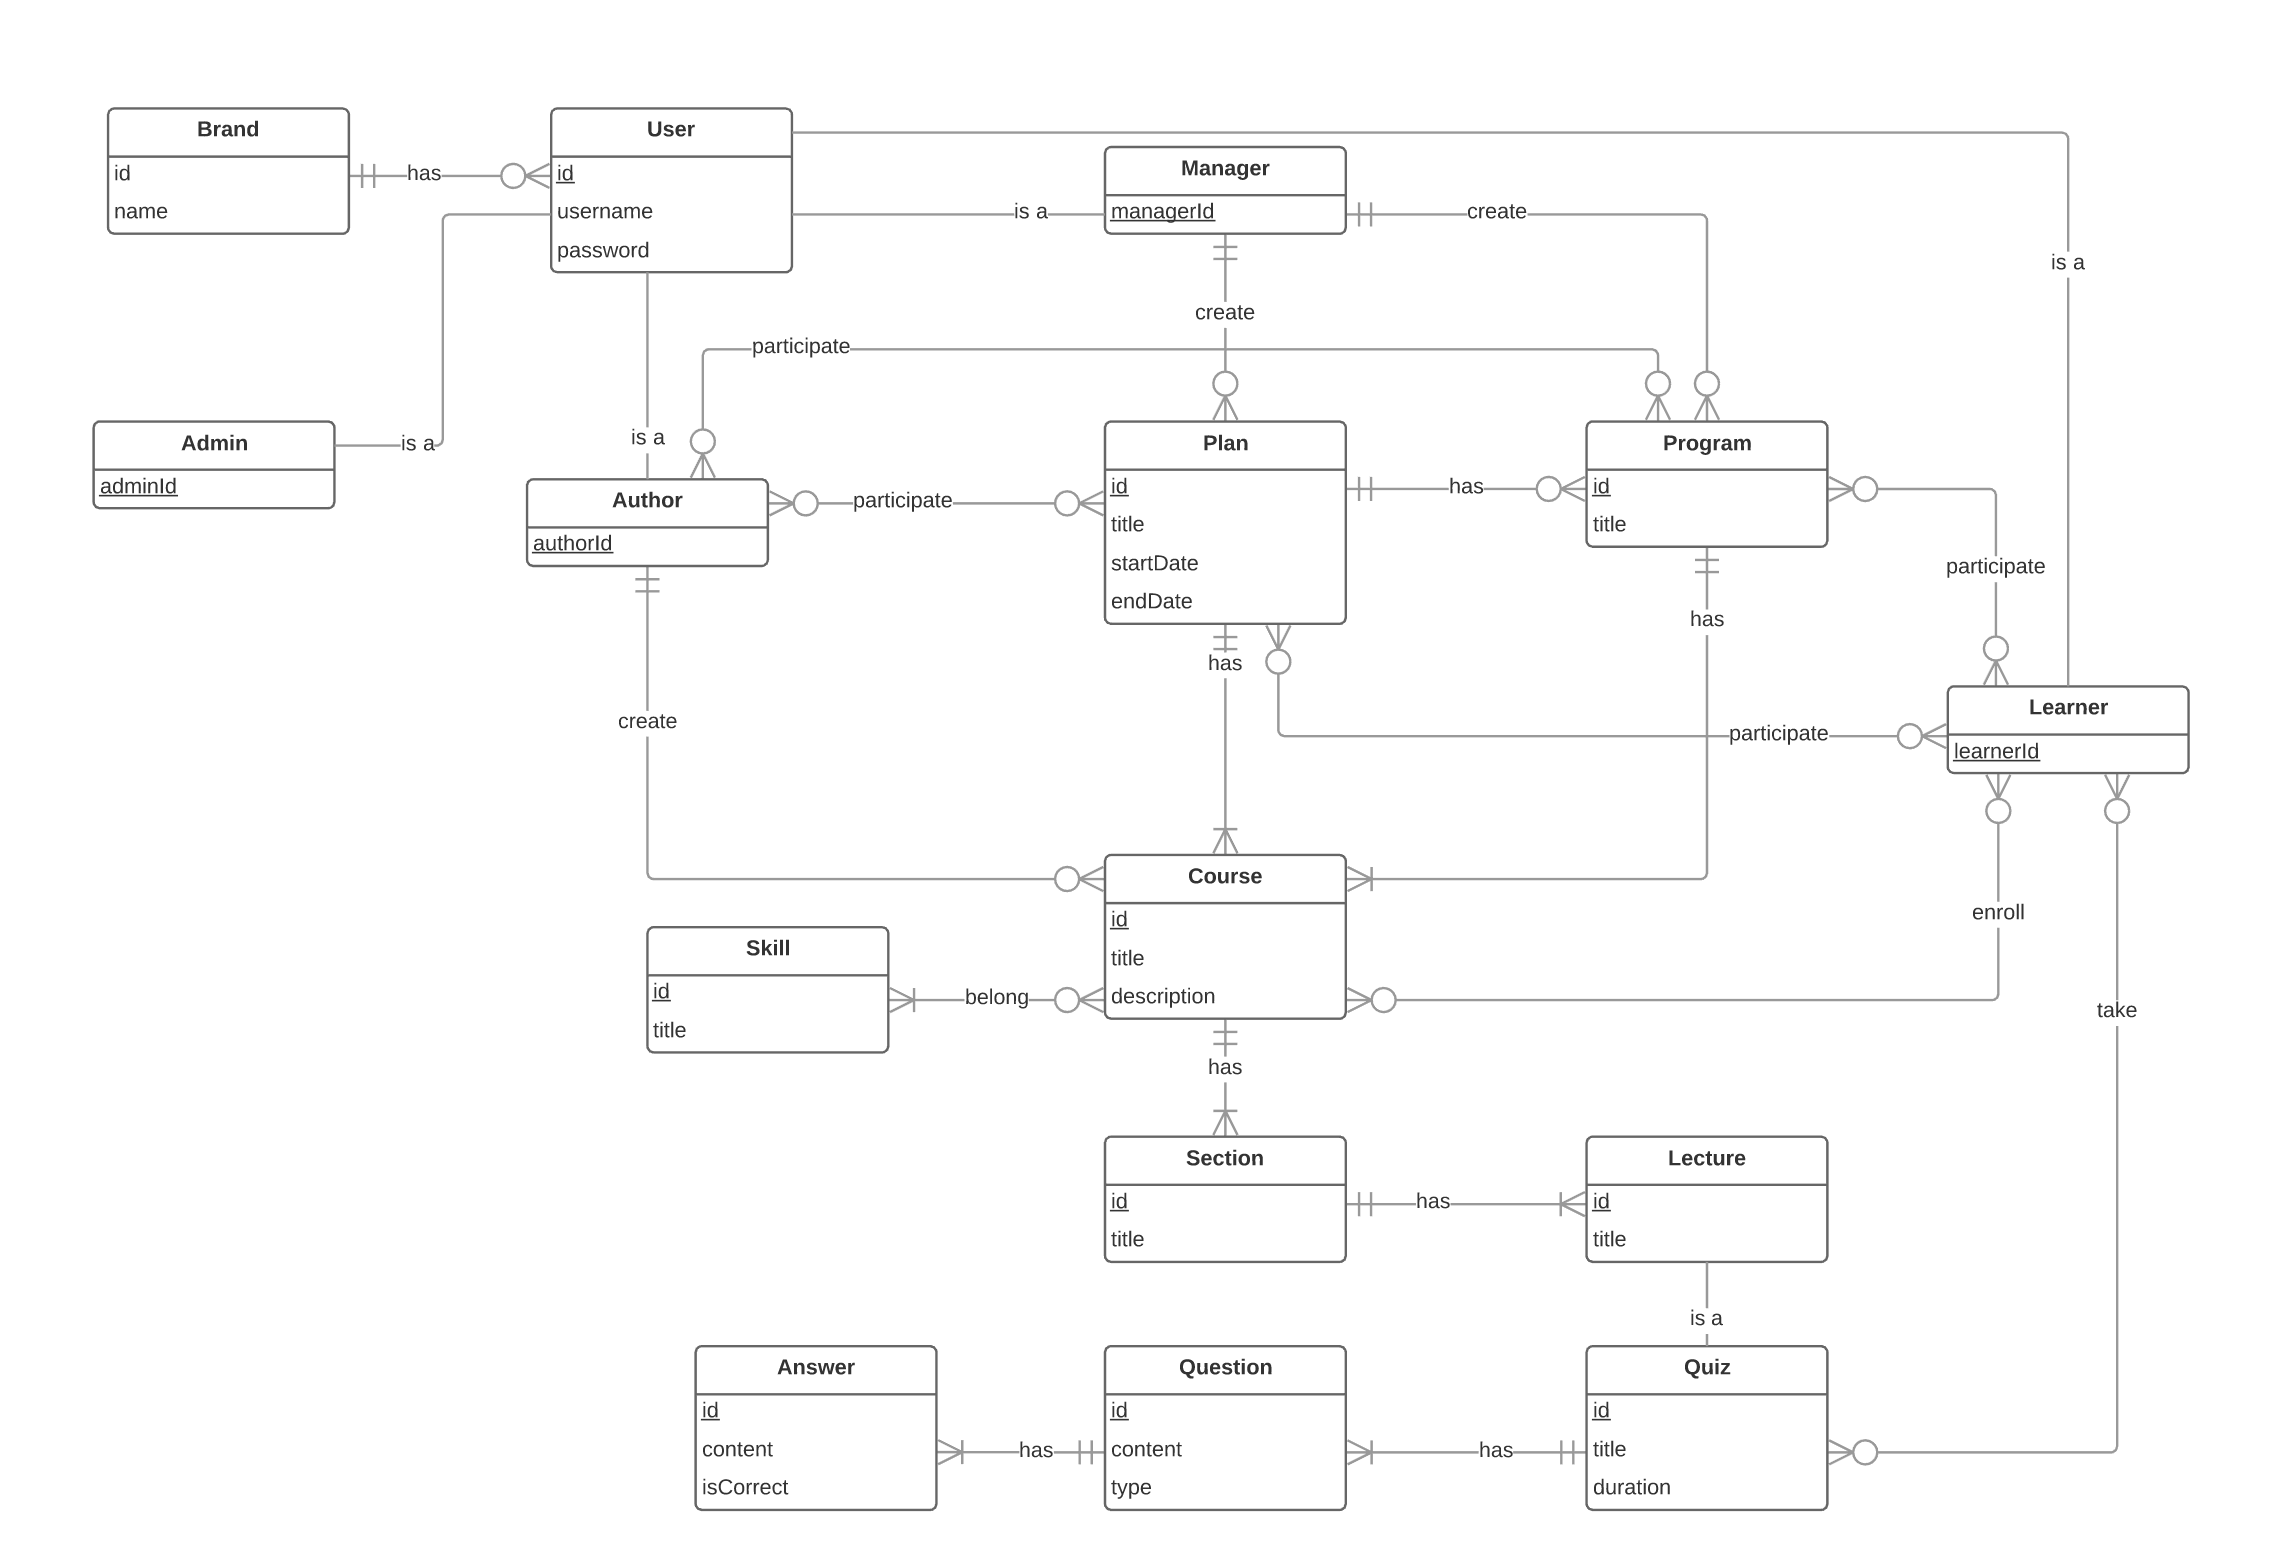 Brand
id
name
has
User
id
username
password
is a
Manager
managerId
create
is a
create
participate
Admin
adminId
is a
is a
Author
authorId
participate
Plan
id
title
startDate
endDate
has
Program
id
title
participate
has
has
create
participate
Learner
learnerId
Course
id
title
description
enroll
Skill
id
title
belong
take
has
Section
id
title
has
Lecture
id
title
is a
Answer
id
content
isCorrect
has
Question
id
content
type
has
Quiz
id
title
duration